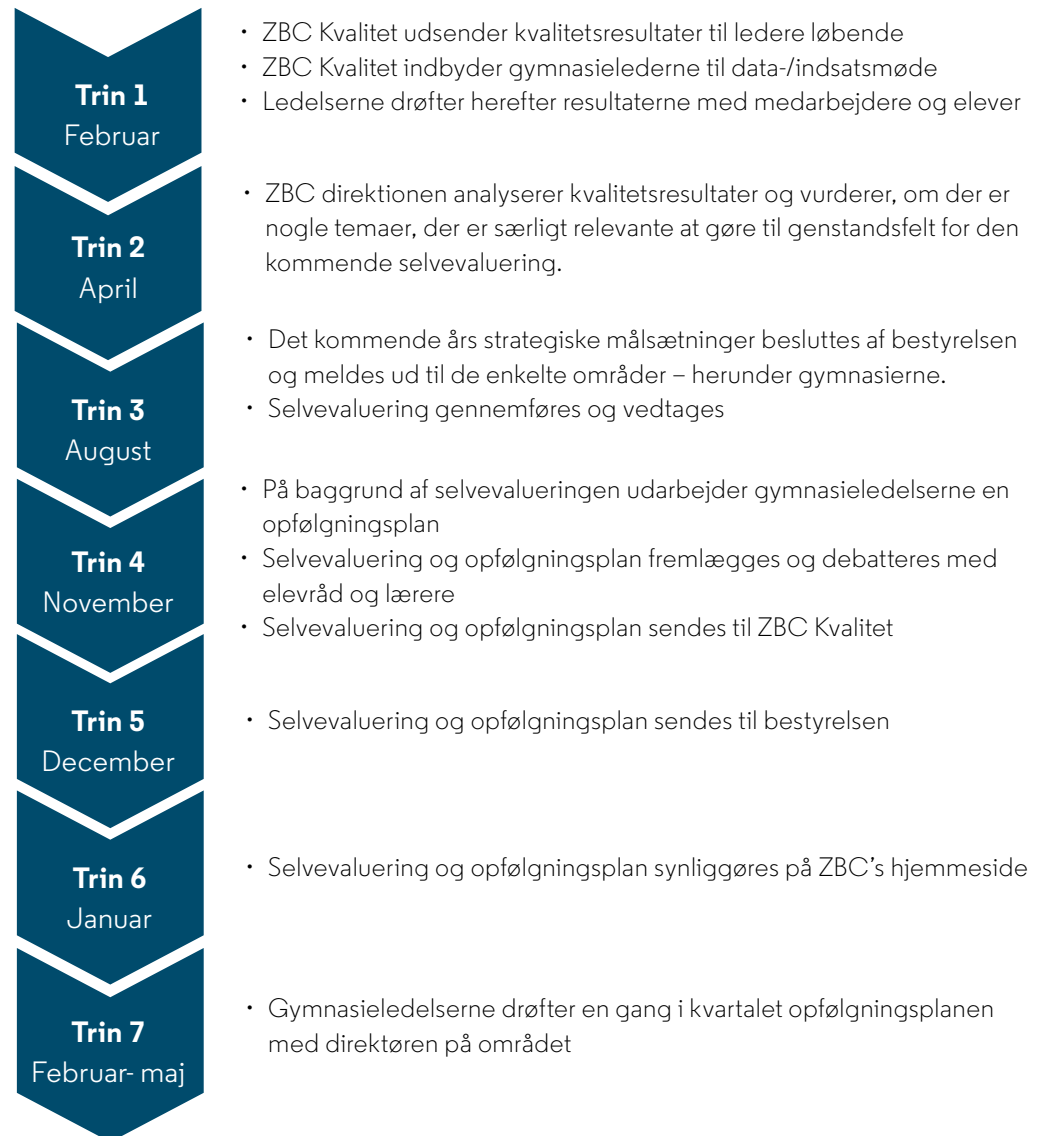 Trin 1
Februar
• ZBC Kvalitet udsender kvalitetsresultater til ledere løbende
• ZBC Kvalitet indbyder gymnasielederne til data-/indsatsmøde
• Ledelserne drøfter herefter resultaterne med medarbejdere og elever
Trin 2
April
• ZBC direktionen analyserer kvalitetsresultater og vurderer, om der er
nogle temaer, der er særligt relevante at gøre til genstandsfelt for den
kommende selvevaluering.
Trin 3
August
• Det kommende års strategiske målsætninger besluttes af bestyrelsen
og meldes ud til de enkelte områder – herunder gymnasierne.
• Selvevaluering gennemføres og vedtages
Trin 4
November
• På baggrund af selvevalueringen udarbejder gymnasieledelserne en
opfølgningsplan
• Selvevaluering og opfølgningsplan fremlægges og debatteres med
elevråd og lærere
• Selvevaluering og opfølgningsplan sendes til ZBC Kvalitet
Trin 5
December
• Selvevaluering og opfølgningsplan sendes til bestyrelsen
Trin 6
Januar
• Selvevaluering og opfølgningsplan synliggøres på ZBC’s hjemmeside
Trin 7
Februar- maj
• Gymnasieledelserne drøfter en gang i kvartalet opfølgningsplanen
med direktøren på området